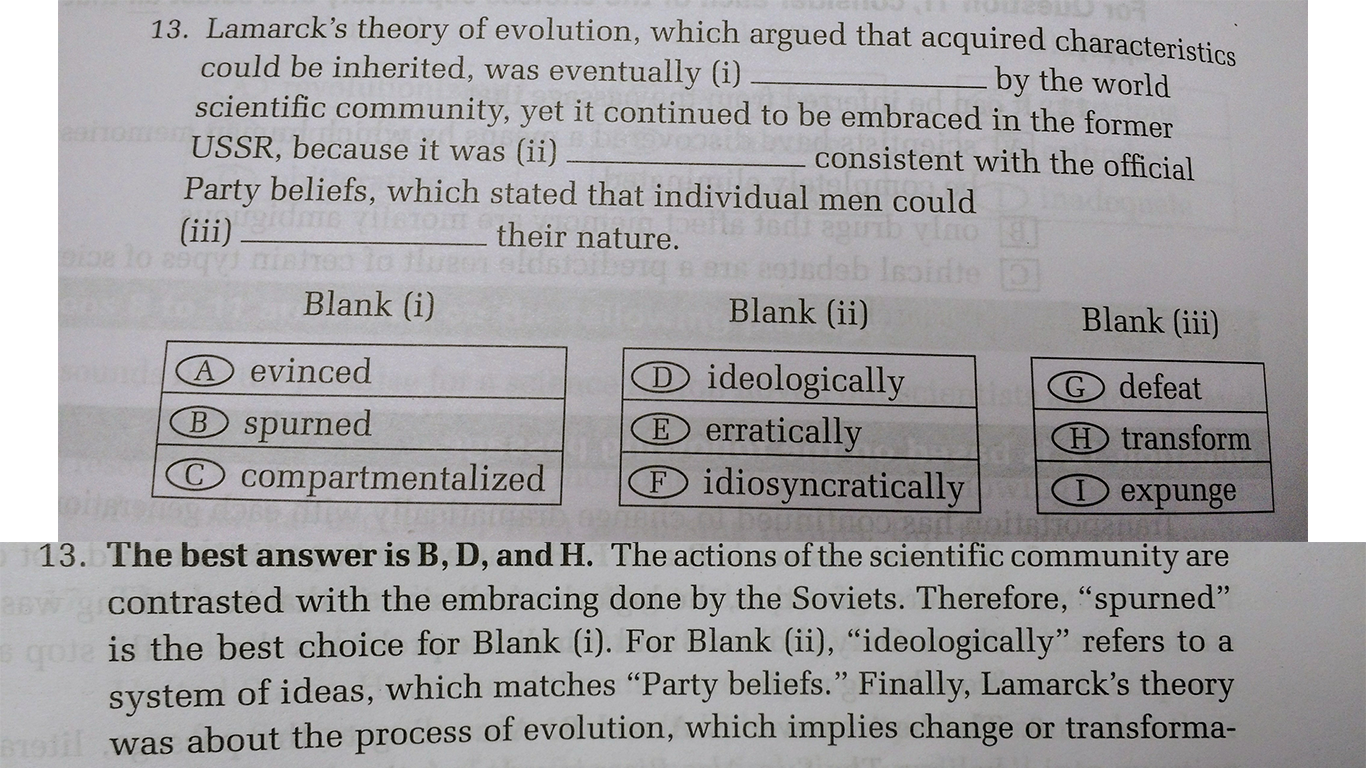 13. Lamarck's theory of evolution, which argued that acquired characteristics
could be inherited, was eventually (i) ____________ by the world
scientific community, yet it continued to be embraced in the former
USSR, because it was (ii) ____________ consistent with the official
Party beliefs, which stated that individual men could
(iii) ____________ their nature.
Blank (i) Blank (ii) Blank (iii)
A evinced D ideologically G defeat
B spurned E erratically H transform
C compartmentalized F idiosyncratically I expunge
13. The best answer is B, D, and H. The actions of the scientific community are
contrasted with the embracing done by the Soviets. Therefore, "spurned"
is the best choice for Blank (i). For Blank (ii), "ideologically" refers to a
system of ideas, which matches "Party beliefs." Finally, Lamarck's theory
was about the process of evolution, which implies change or transforma-